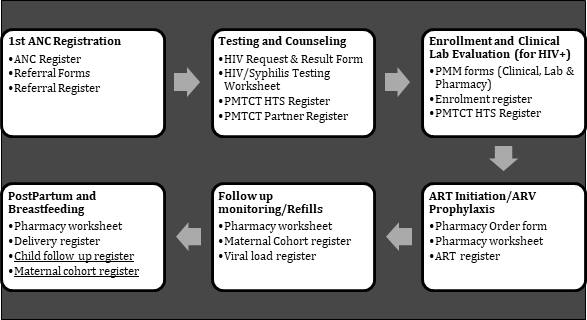 1st ANC Registration
•ANC Register
•Referral Forms
•Referral Register
Testing and Counseling
•HIV Request & Result Form
•HIV/Syphilis Testing
Worksheet
•PMTCT HTS Register
•PMTCT Partner Register
Enrollment and Clinical
Lab Evaluation (for HIV+)
•PMM forms (Clinical, Lab &
Pharmacy)
•Enrolment register
•PMTCT HTS Register
ART Initiation/ARV
Prophylaxis
•Pharmacy Order form
•Pharmacy worksheet
•ART register
Follow up
monitoring/Refills
•Pharmacy worksheet
•Maternal Cohort register
•Viral load register
PostPartum and
Breastfeeding
•Pharmacy worksheet
•Delivery register
•Child follow up register
•Maternal cohort register